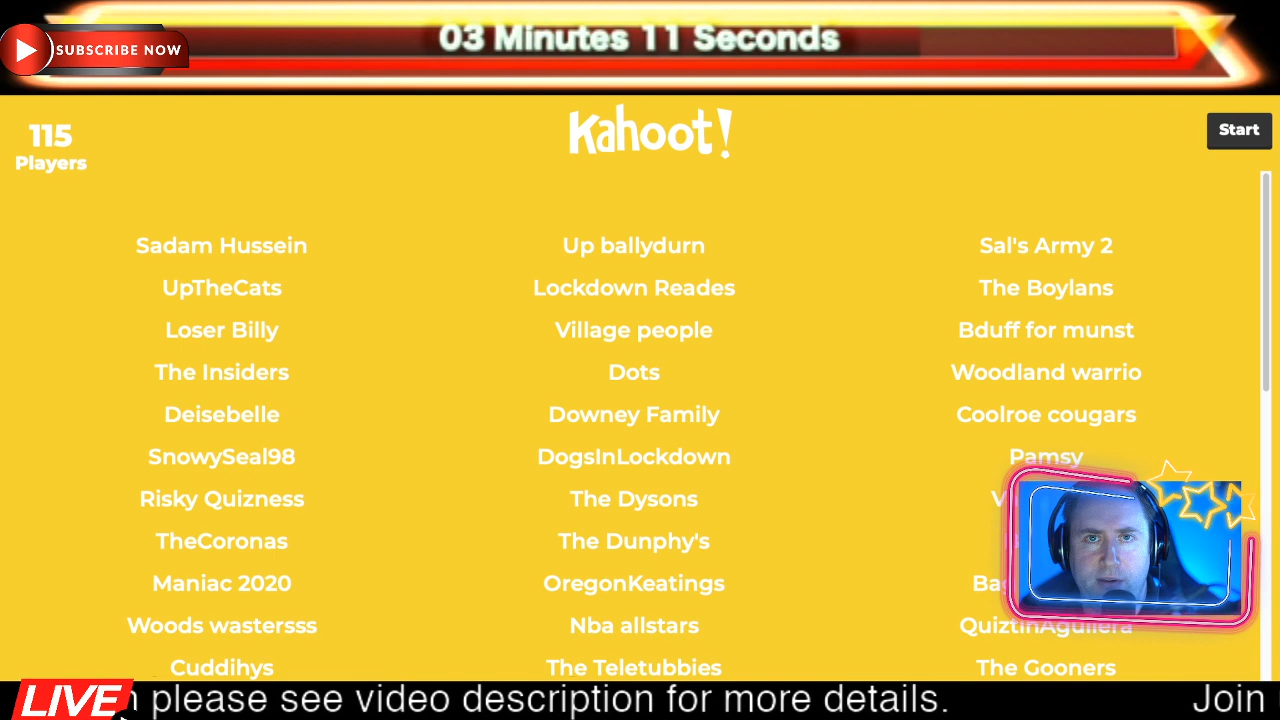 03 Minutes 11 Seconds
SUBSCRIBE NOW
115
Players
Kahoot!
Start
Sadam Hussein
Up ballydurn
Sal's Army 2
UpTheCats
Lockdown Reades
The Boylans
Loser Billy
Village people
Bduff for munst
The Insiders
Dots
Woodland warrio
Deisebelle
Downey Family
Coolroe cougars
SnowySeal98
DogsInLockdown
Pamsy
Risky Quizness
The Dysons
TheCoronas
The Dunphy's
Maniac 2020
OregonKeatings
Woods wastersss
Nba allstars
QuiztinAguilera
Cuddihys
The Teletubbies
The Gooners
LIVE
please see video description for more details. Join